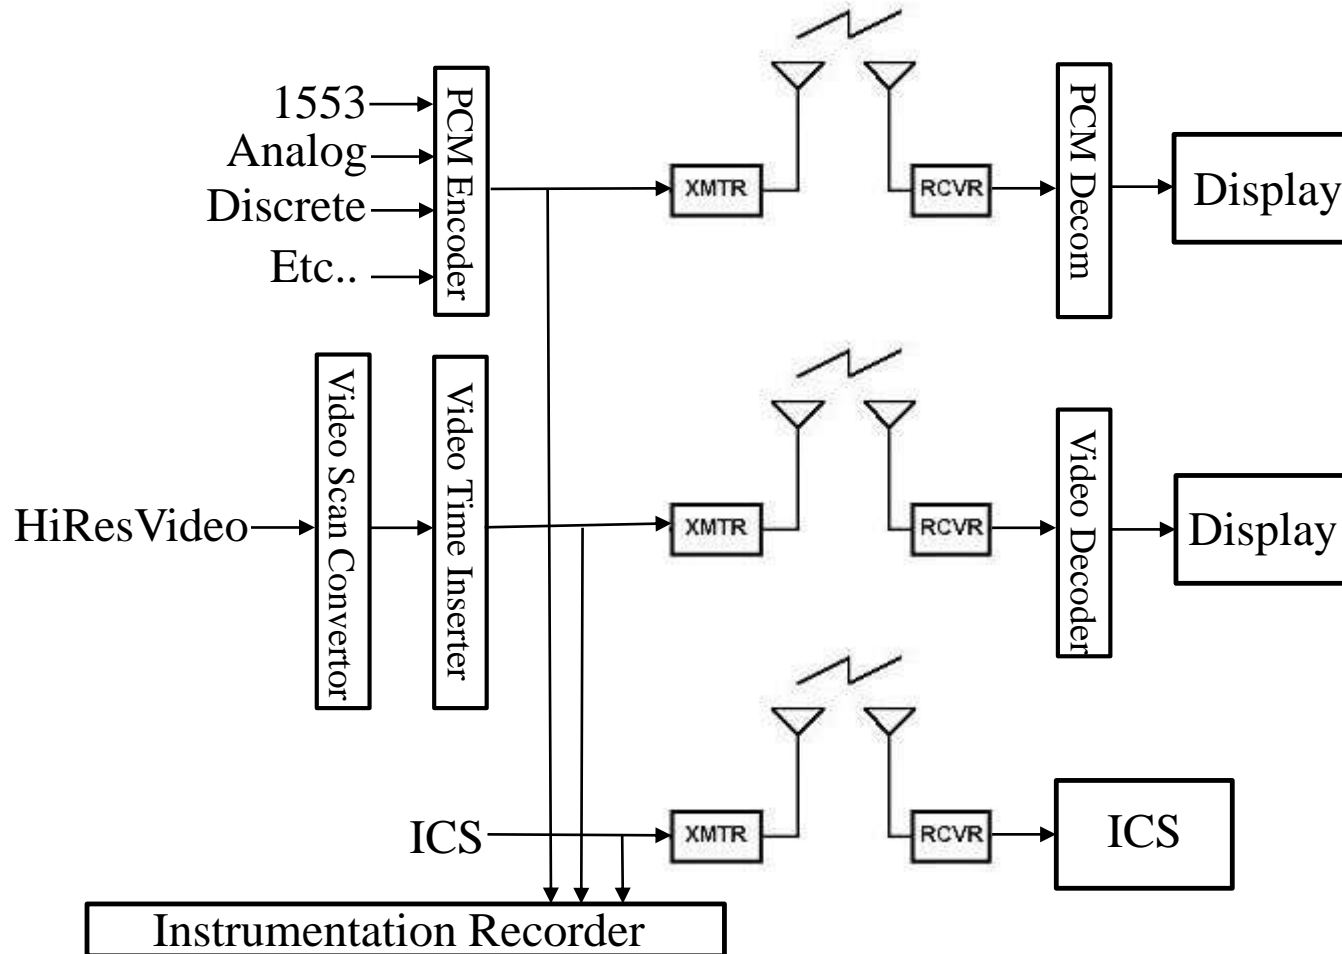 1553
Analog
Discrete
Etc..
PCM Encoder
XMTR
RCVR
PCM Decom
Display
HiResVideo
Video Scan Convertor
Video Time Inserter
XMTR
RCVR
Video Decoder
Display
ICS
XMTR
RCVR
ICS
Instrumentation Recorder